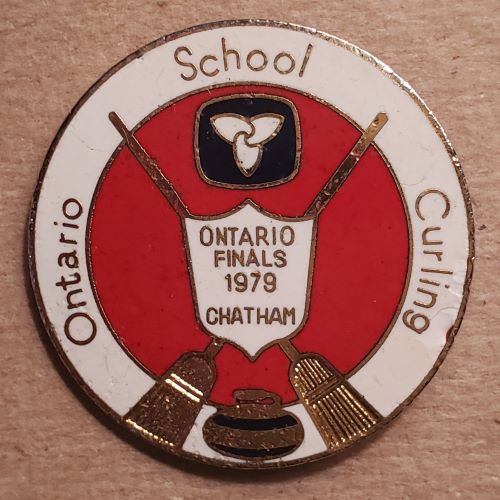 Ontario School Curling
ONTARIO
FINALS
1979
CHATHAM